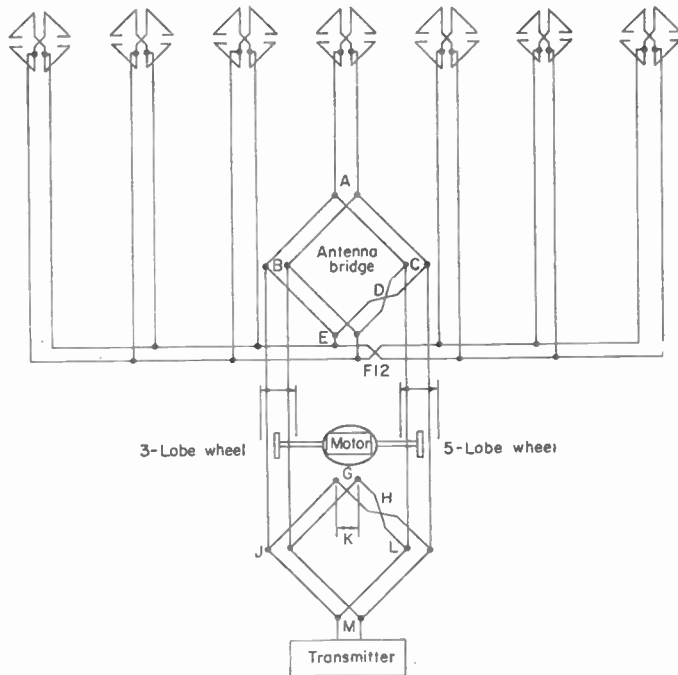 A
Antenna
bridge
B
C
D
E
F12
3-Lobe wheel
Motor
5-Lobe wheel
G
H
K
J
L
M
Transmitter